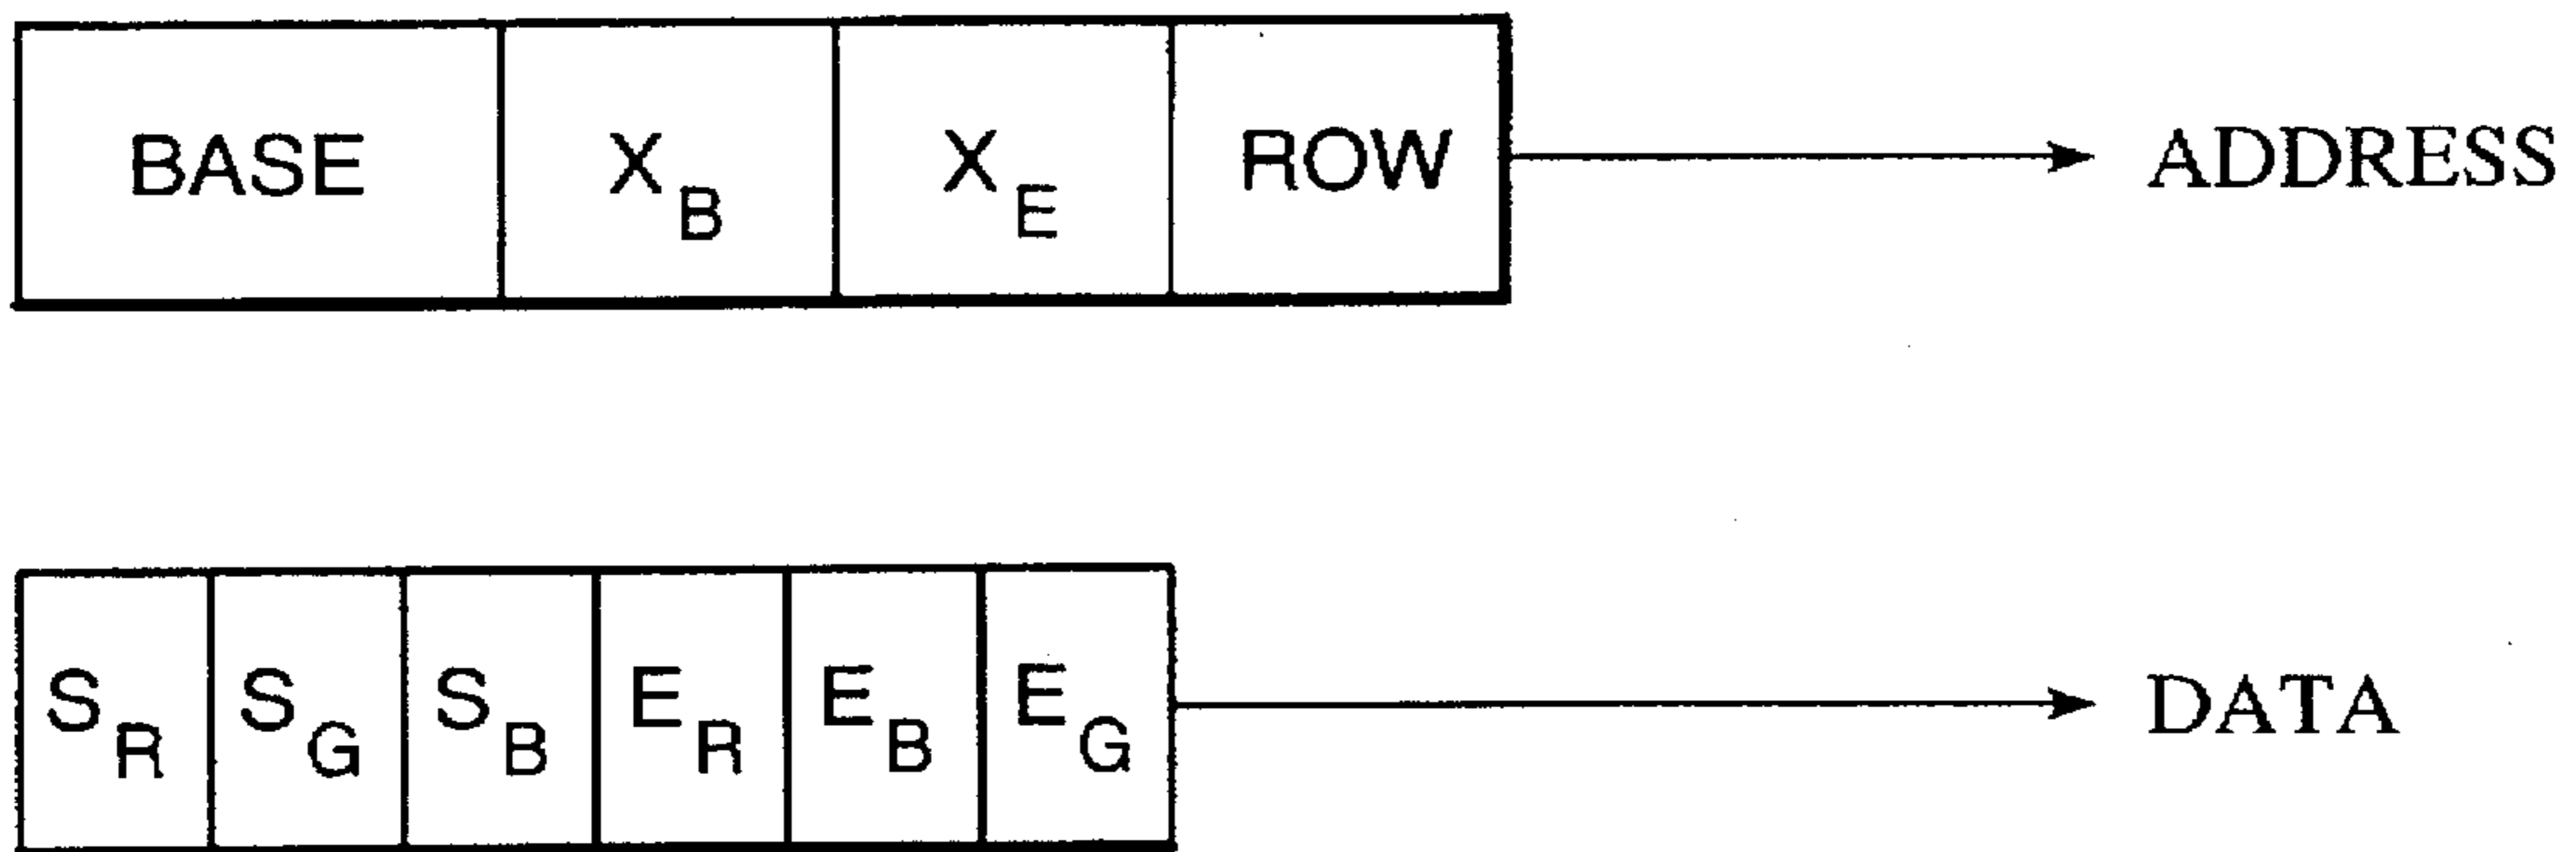 BASE X_B X_E ROW ADDRESS
S_R S_G S_B E_R E_B E_G DATA